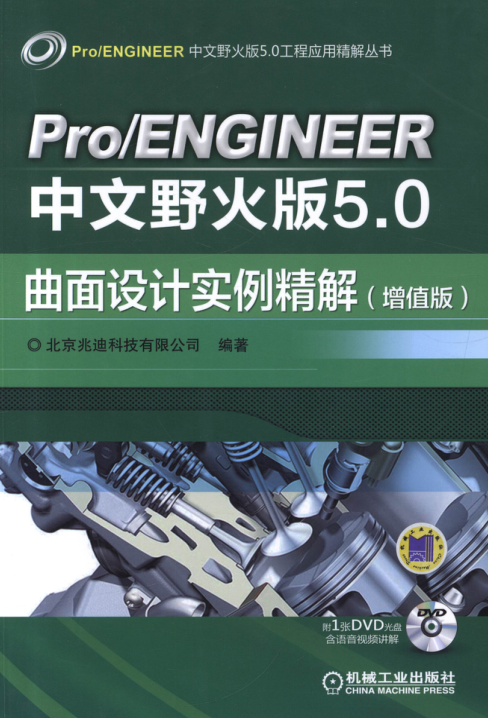 Pro/ENGINEER 中文野火版5.0工程应用精解丛书
Pro/ENGINEER
中文野火版5.0
曲面设计实例精解（增值版）
◎ 北京兆迪科技有限公司 编著
附1张DVD光盘
含语音视频讲解
DVD
机械工业出版社
CHINA MACHINE PRESS